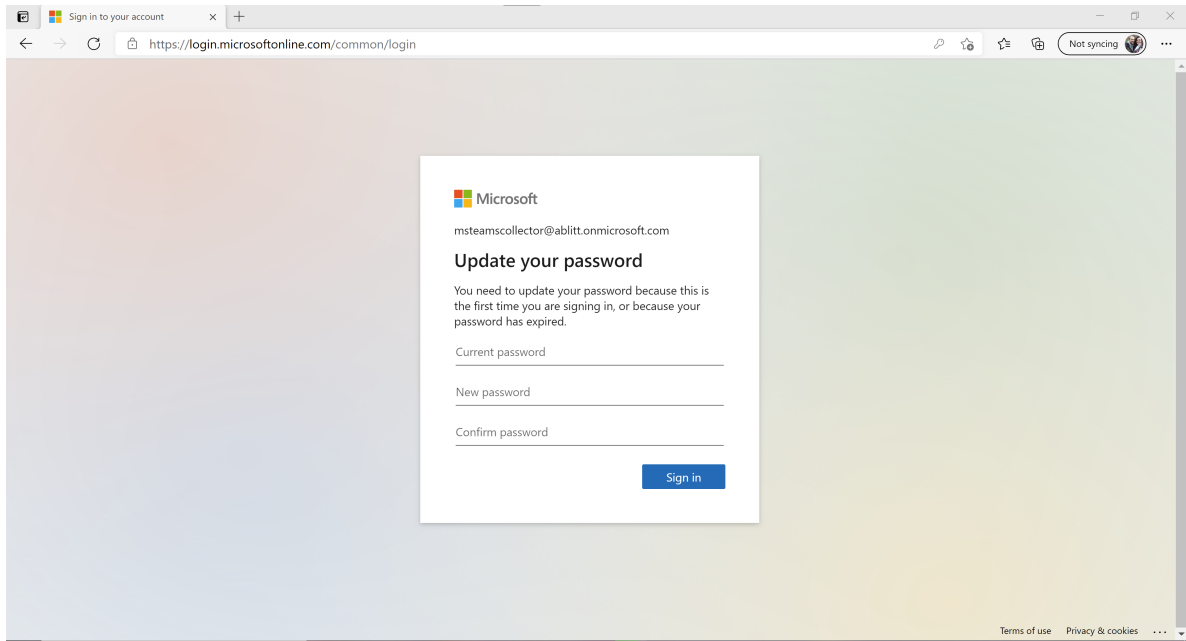 Sign in to your account
https://login.microsoftonline.com/common/login
Not syncing
Microsoft
msteamscollector@ablitt.onmicrosoft.com
Update your password
You need to update your password because this is
the first time you are signing in, or because your
password has expired.
Current password
New password
Confirm password
Sign in
Terms of use Privacy & cookies ...